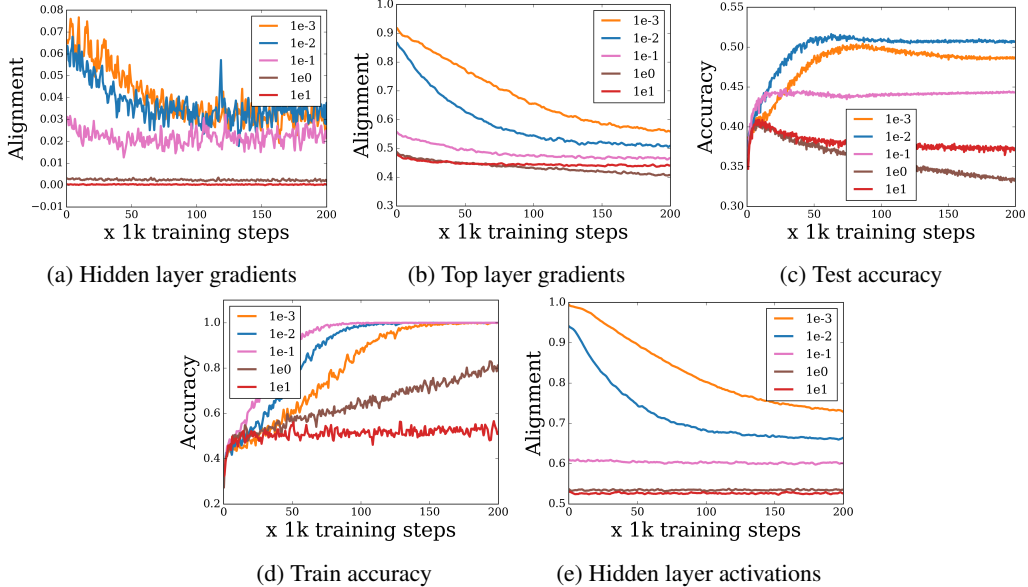 0.08
0.07
0.06
0.05
0.04
0.03
0.02
0.01
0.00
−0.01
Alignment
1e-3
1e-2
1e-1
1e0
1e1
0 50 100 150 200
x 1k training steps
(a) Hidden layer gradients
1.0
0.9
0.8
0.7
0.6
0.5
0.4
0.3
Alignment
1e-3
1e-2
1e-1
1e0
1e1
0 50 100 150 200
x 1k training steps
(b) Top layer gradients
0.55
0.50
0.45
0.40
0.35
0.30
Accuracy
1e-3
1e-2
1e-1
1e0
1e1
0 50 100 150 200
x 1k training steps
(c) Test accuracy
1.0
0.8
0.6
0.4
0.2
Accuracy
1e-3
1e-2
1e-1
1e0
1e1
0 50 100 150 200
x 1k training steps
(d) Train accuracy
1.0
0.9
0.8
0.7
0.6
0.5
Alignment
1e-3
1e-2
1e-1
1e0
1e1
0 50 100 150 200
x 1k training steps
(e) Hidden layer activations